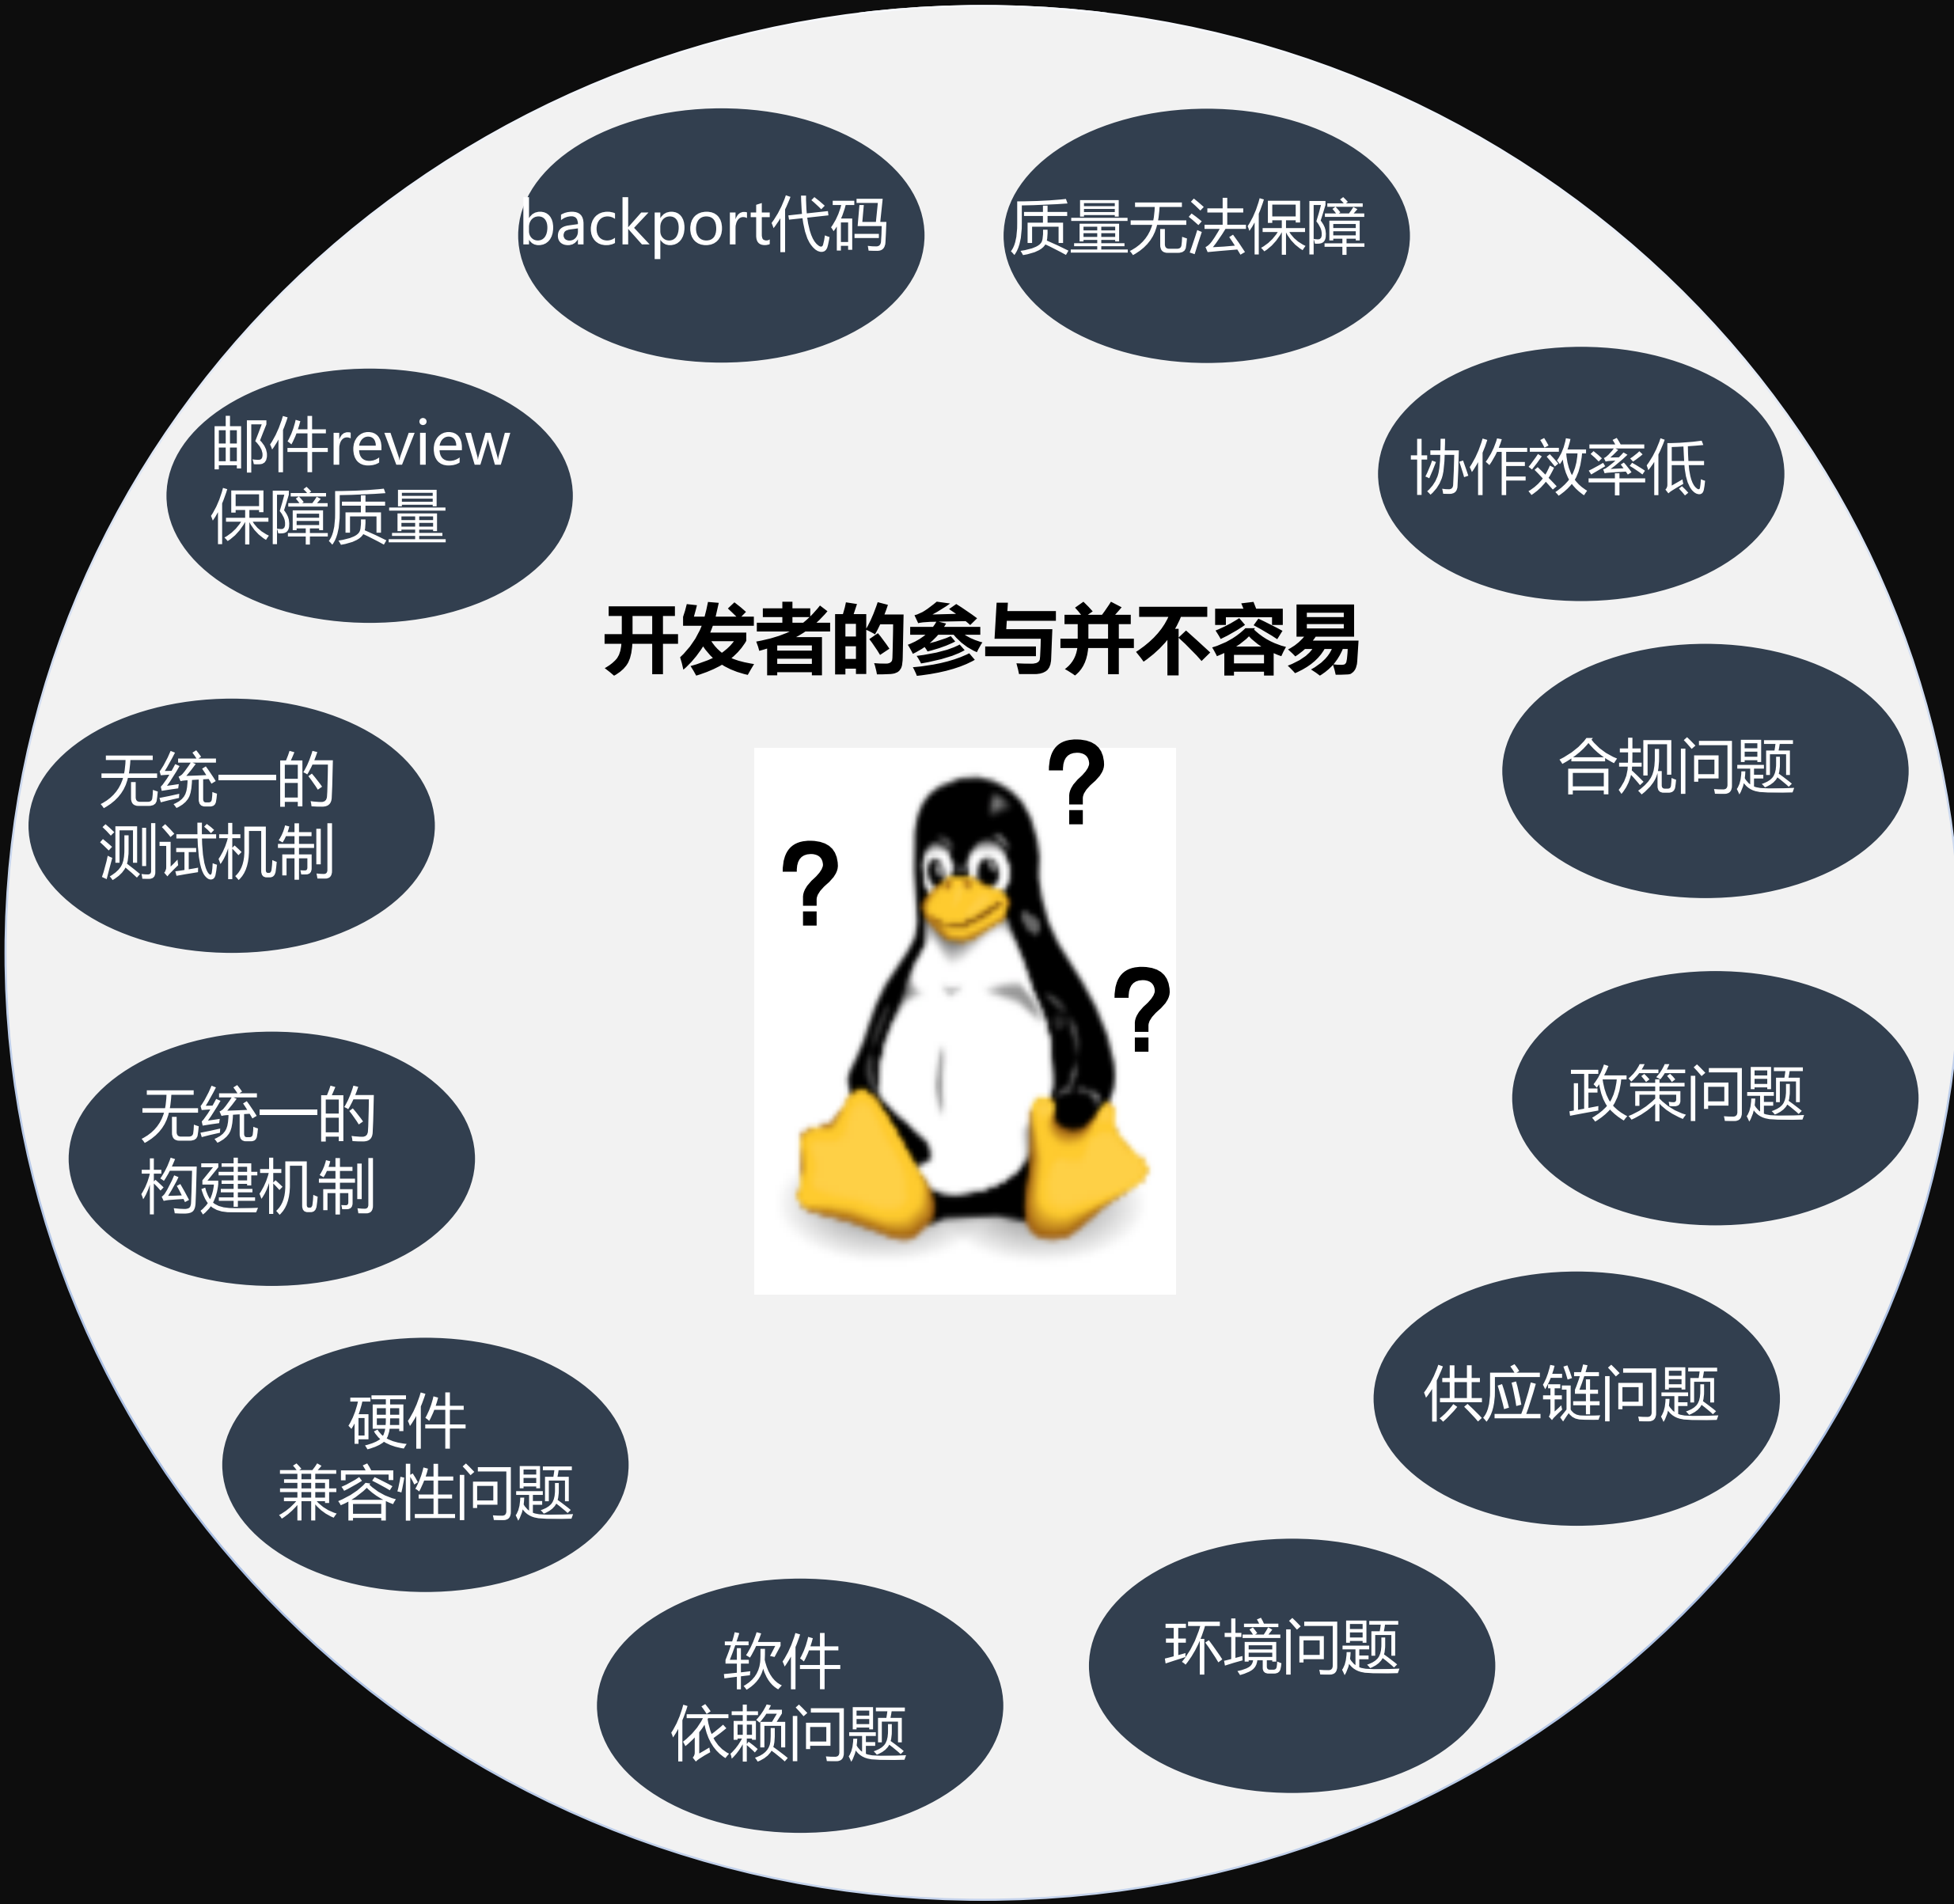 backport代码
质量无法保障
邮件review
保障质量
协作效率低
开发者的参与并不容易
无统一的
测试机制
合规问题
?
?
?
无统一的
构建机制
政策问题
硬件
兼容性问题
供应链问题
软件
依赖问题
环境问题